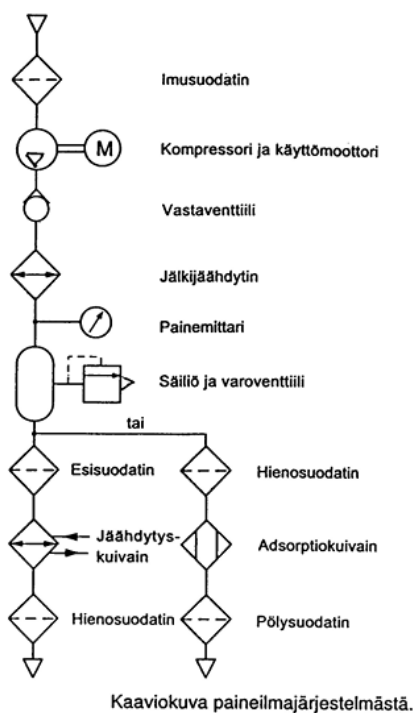 Imusuodatin
M
Kompressori ja käyttömoottori
Vastaventtiili
Jälkijäähdytin
Painemittari
Säiliö ja varoventtiili
tai
Esisuodatin
Hienosuodatin
Jäähdytys-
kuivain
Adsorptiokuivain
Hienosuodatin
Pölysuodatin
Kaaviokuva paineilmajärjestelmästä.